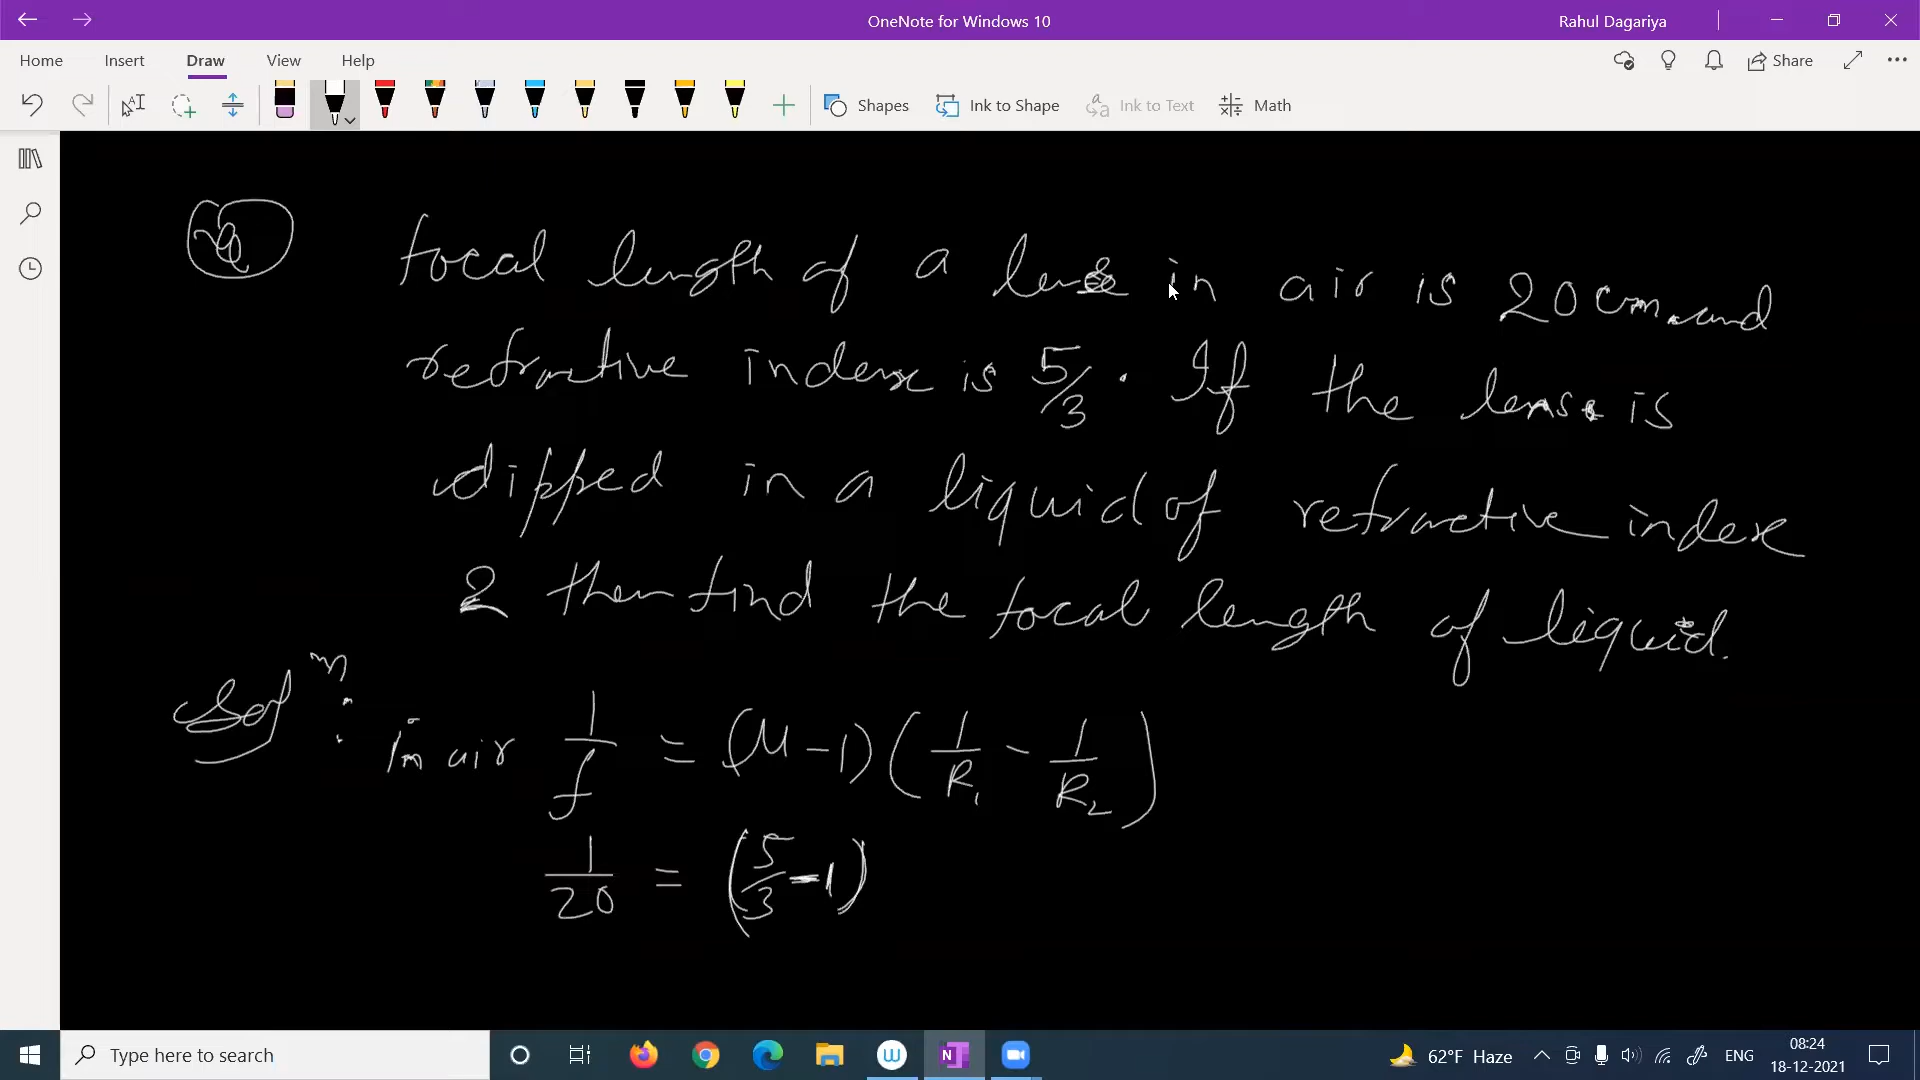 OneNote for Windows 10
Rahul Dagariya
Home Insert Draw View Help
Share
Shapes Ink to Shape Ink to Text Math
Q
focal length of a lens in air is 20 cm. and
refractive index is 5/3. If the lens is
dipped in a liquid of refractive index
2 then find the focal length of liquid.
Solⁿ:
In air 1/f = (μ - 1)(1/R₁ - 1/R₂)
1/20 = (5/3 - 1)
Type here to search
62°F Haze
ENG
08:24
18-12-2021